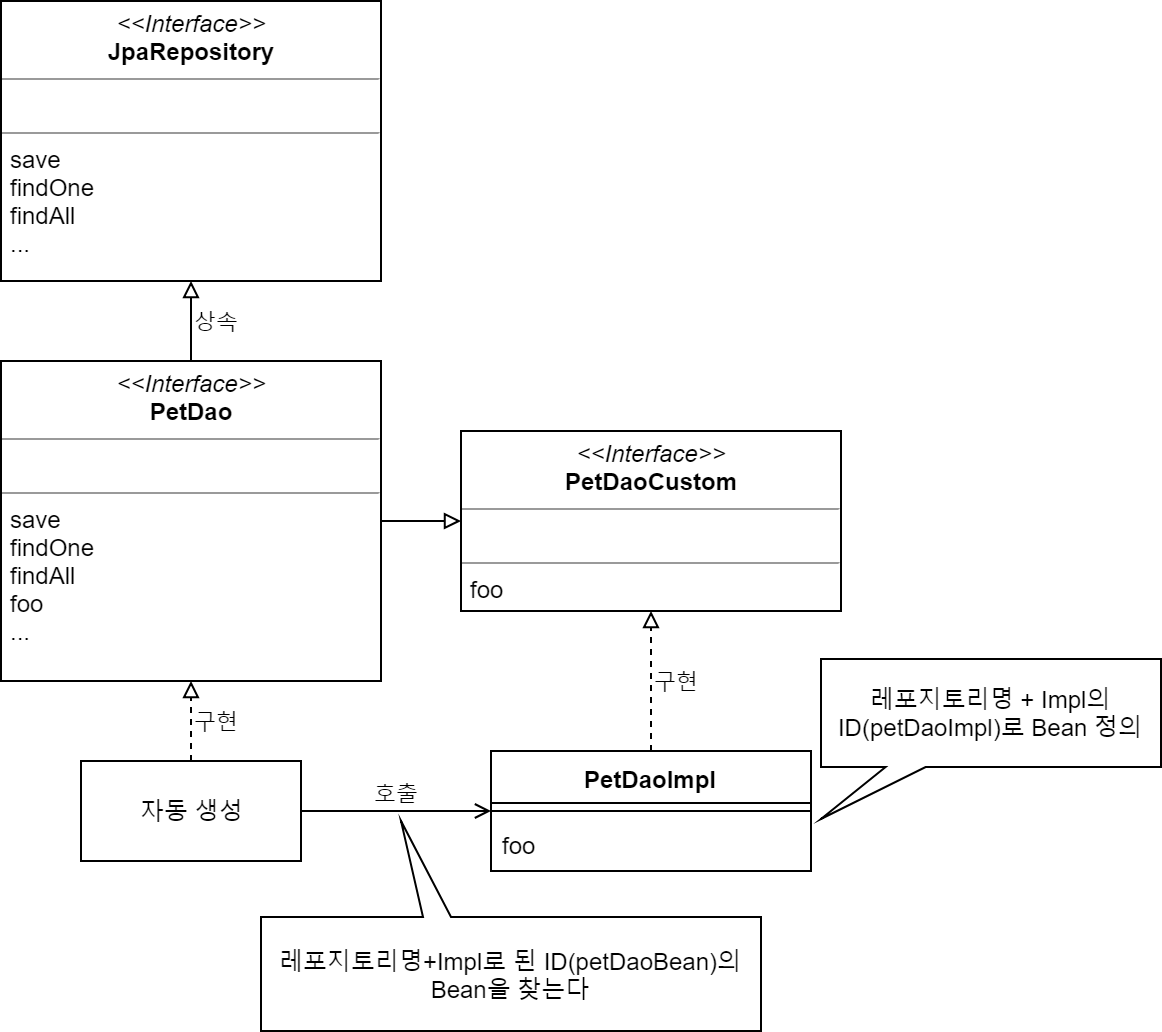 <<Interface>>
JpaRepository
save
findOne
findAll
...
상속
<<Interface>>
PetDao
save
findOne
findAll
foo
...
<<Interface>>
PetDaoCustom
foo
구현
구현
레포지토리명 + Impl의
ID(petDaoImpl)로 Bean 정의
자동 생성
호출
PetDaoImpl
foo
레포지토리명+Impl로 된 ID(petDaoBean)의
Bean을 찾는다